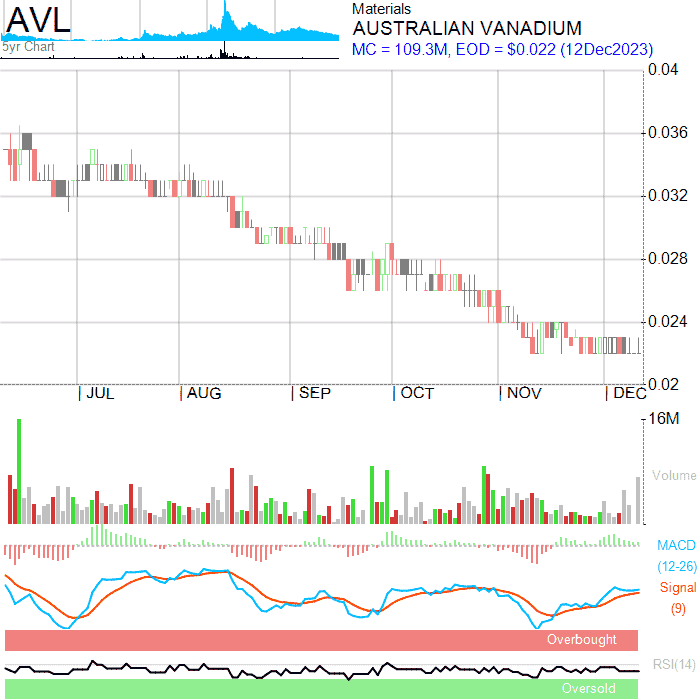 AVL
5yr Chart
Materials
AUSTRALIAN VANADIUM
MC = 109.3M, EOD = $0.022 (12Dec2023)
0.04
0.036
0.032
0.028
0.024
0.02
JUL AUG SEP OCT NOV DEC
16M
Volume
MACD
(12-26)
Signal
(9)
Overbought
RSI(14)
Oversold